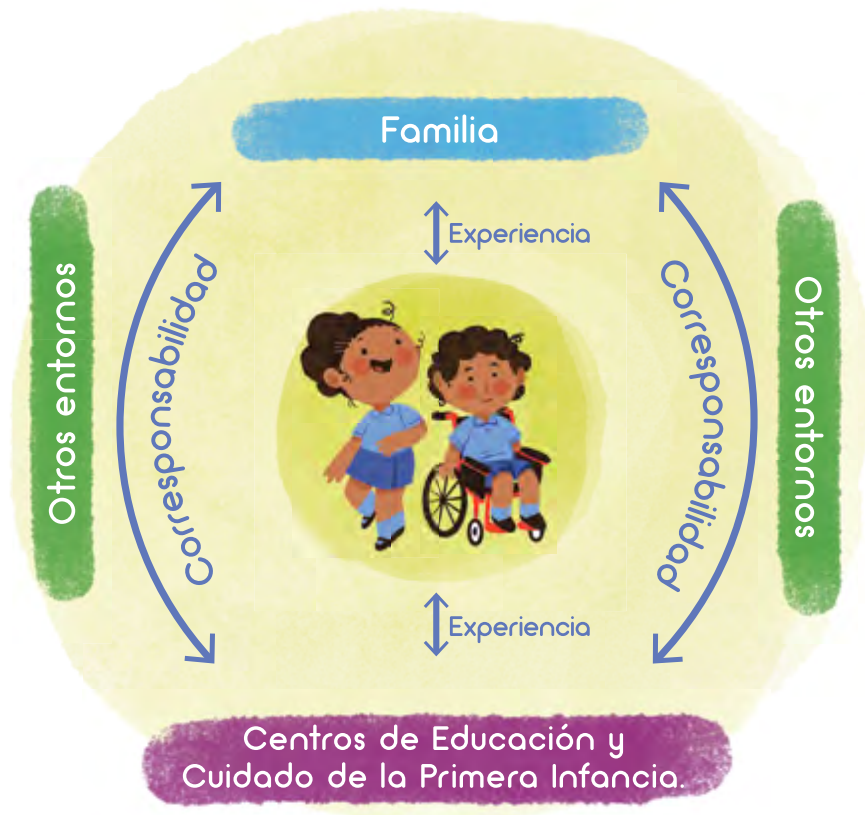 Familia
Experiencia
Otros entornos
Corresponsabilidad
Corresponsabilidad
Otros entornos
Experiencia
Centros de Educación y
Cuidado de la Primera Infancia.